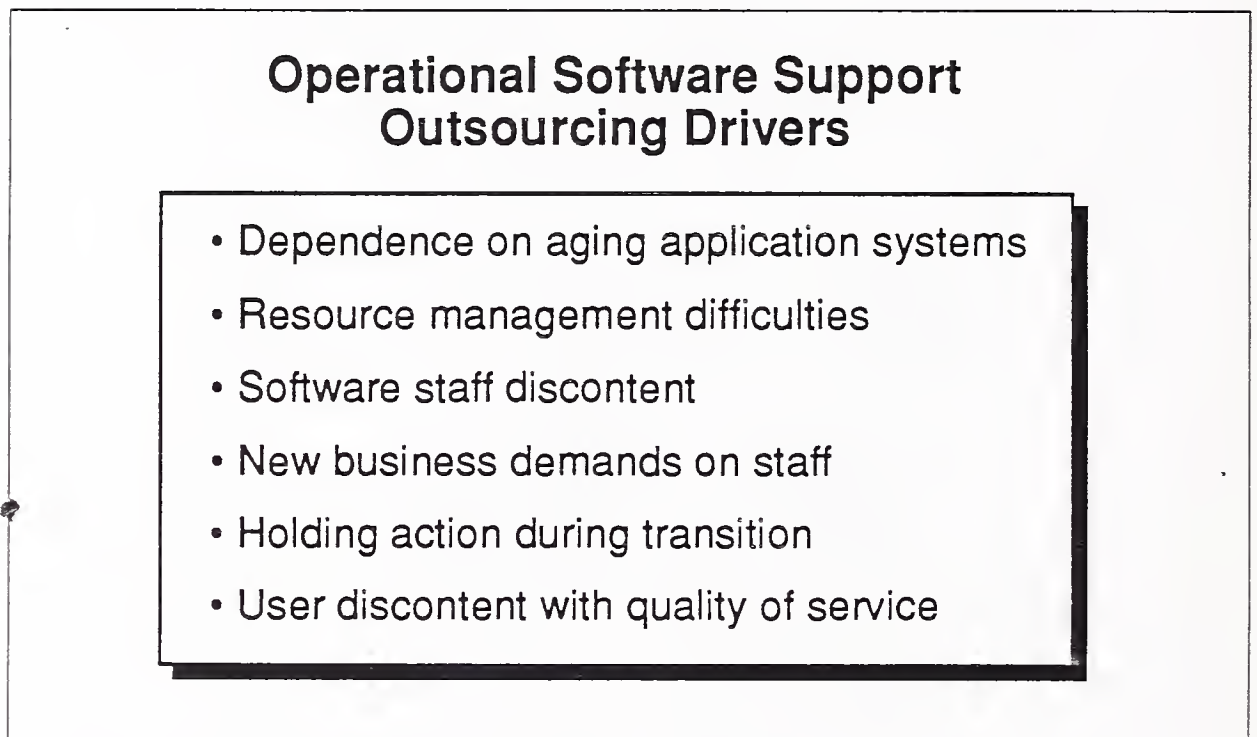 Operational Software Support
Outsourcing Drivers
• Dependence on aging application systems
• Resource management difficulties
• Software staff discontent
• New business demands on staff
• Holding action during transition
• User discontent with quality of service